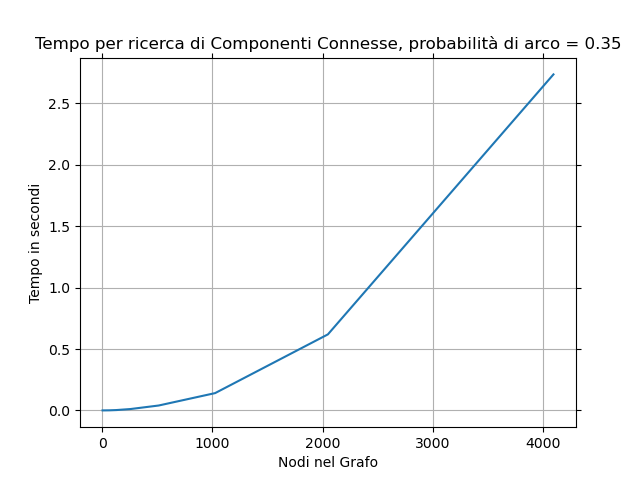 Tempo per ricerca di Componenti Connesse, probabilità di arco = 0.35
2.5
2.0
1.5
1.0
0.5
0.0
Tempo in secondi
0 1000 2000 3000 4000
Nodi nel Grafo